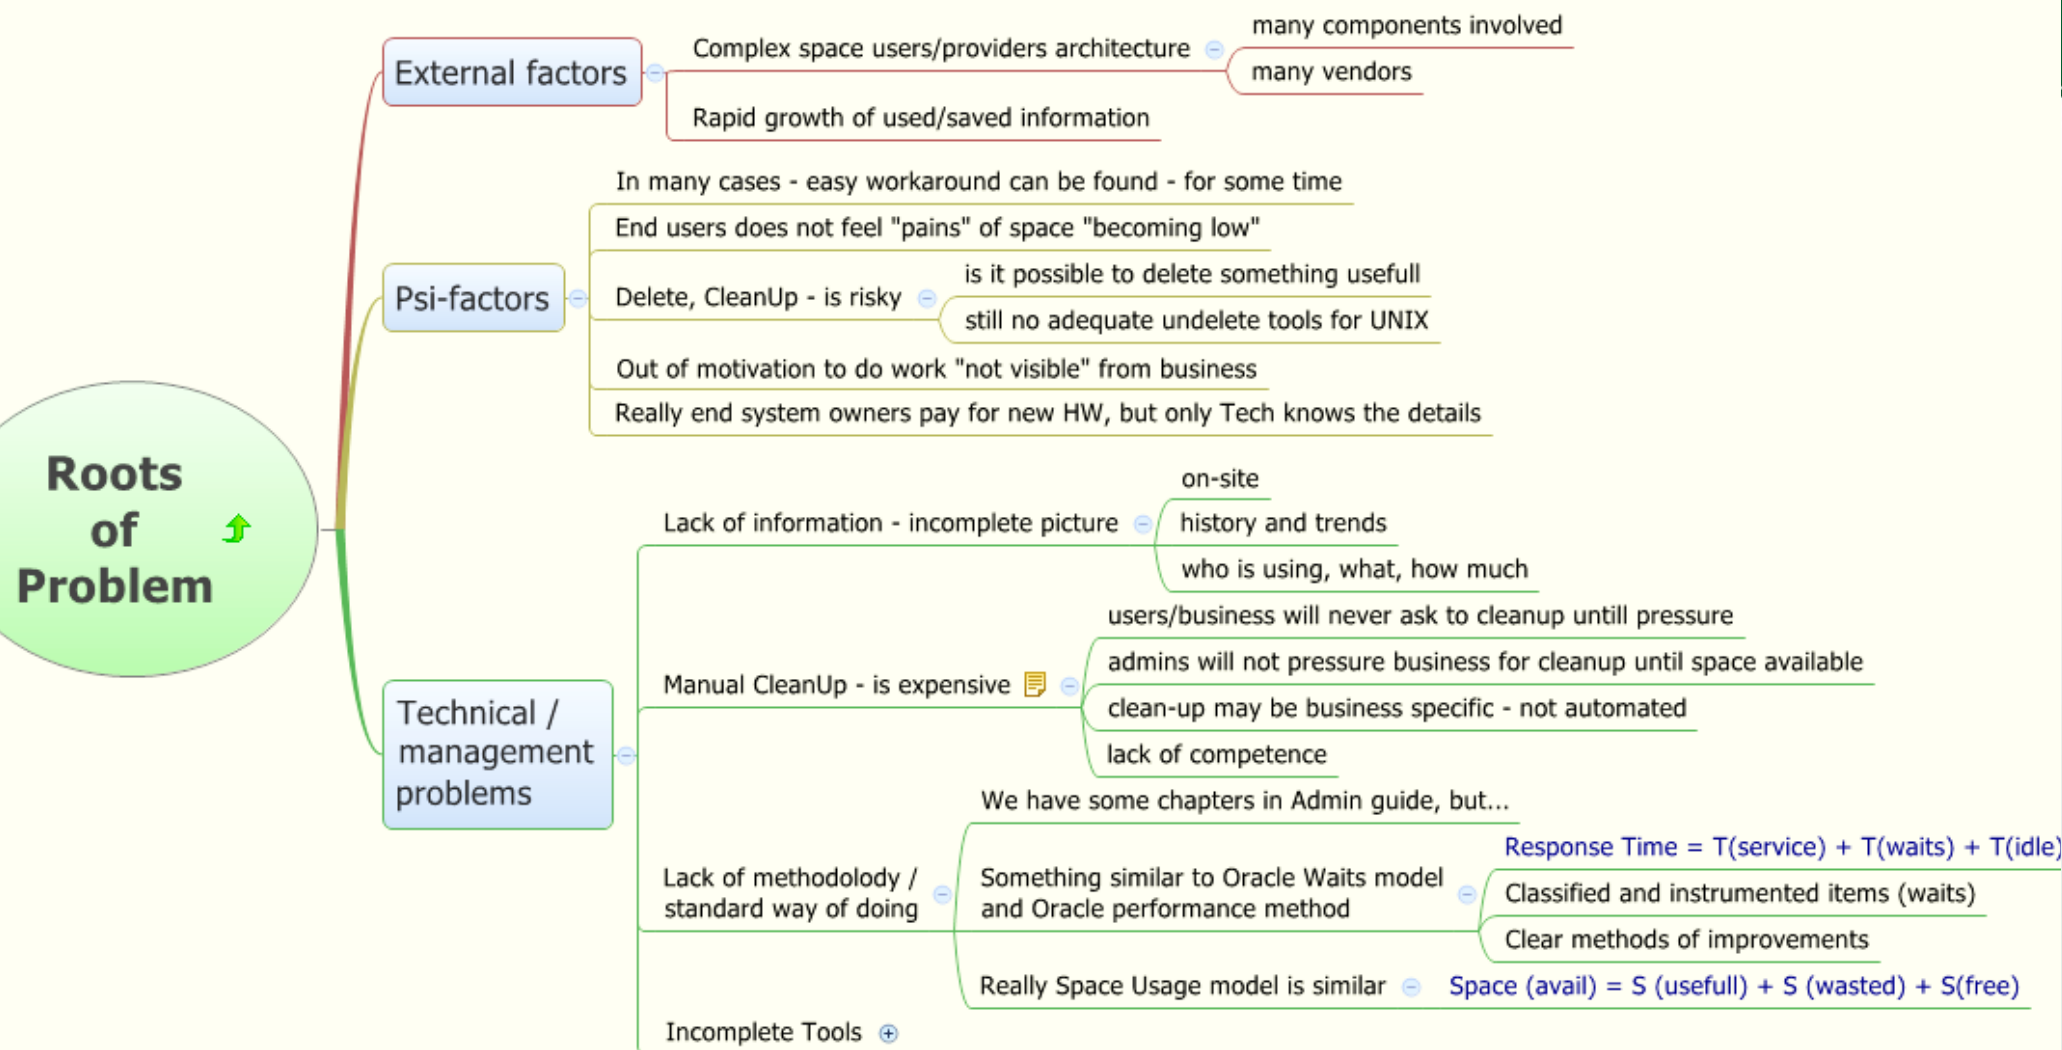 many components involved
Complex space users/providers architecture
many vendors
External factors
Rapid growth of used/saved information
In many cases - easy workaround can be found - for some time
End users does not feel "pains" of space "becoming low"
is it possible to delete something usefull
Psi-factors
Delete, CleanUp - is risky
still no adequate undelete tools for UNIX
Out of motivation to do work "not visible" from business
Really end system owners pay for new HW, but only Tech knows the details
Roots
of
Problem
on-site
Lack of information - incomplete picture
history and trends
who is using, what, how much
users/business will never ask to cleanup untill pressure
admins will not pressure business for cleanup until space available
Manual CleanUp - is expensive
clean-up may be business specific - not automated
lack of competence
Technical /
management
problems
We have some chapters in Admin guide, but...
Response Time = T(service) + T(waits) + T(idle)
Lack of methodolody /
standard way of doing
Something similar to Oracle Waits model
and Oracle performance method
Classified and instrumented items (waits)
Clear methods of improvements
Really Space Usage model is similar
Space (avail) = S (usefull) + S (wasted) + S(free)
Incomplete Tools